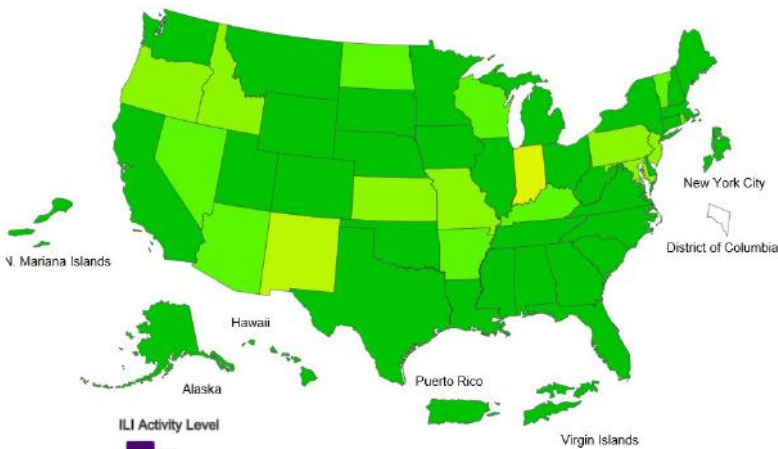 New York City
District of Columbia
N. Mariana Islands
Hawaii
Alaska
Puerto Rico
ILI Activity Level
Virgin Islands